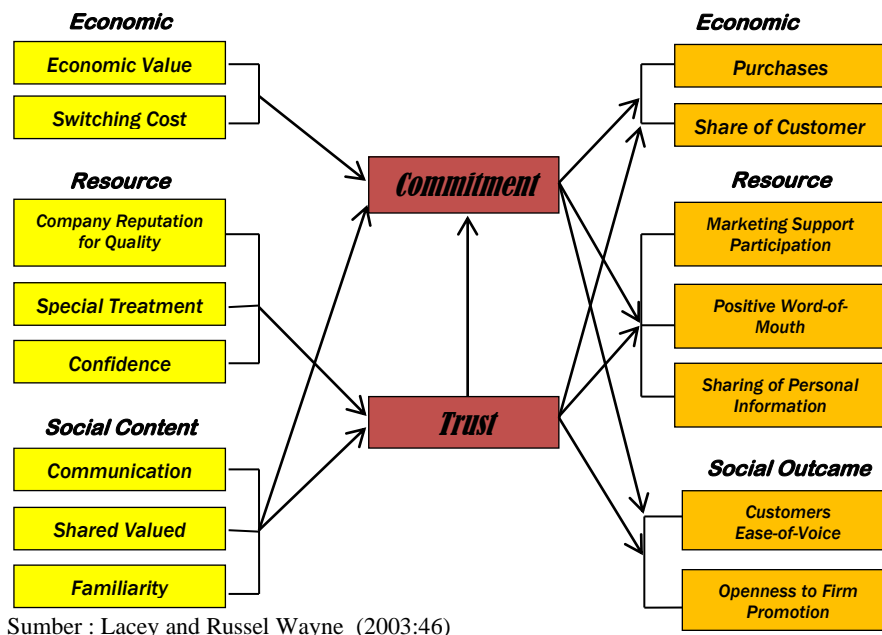 Economic
Economic Value
Switching Cost
Resource
Company Reputation
for Quality
Special Treatment
Confidence
Social Content
Communication
Shared Valued
Familiarity
Commitment
Trust
Economic
Purchases
Share of Customer
Resource
Marketing Support
Participation
Positive Word-of-
Mouth
Sharing of Personal
Information
Social Outcame
Customers
Ease-of-Voice
Openness to Firm
Promotion
Sumber : Lacey and Russel Wayne (2003:46)